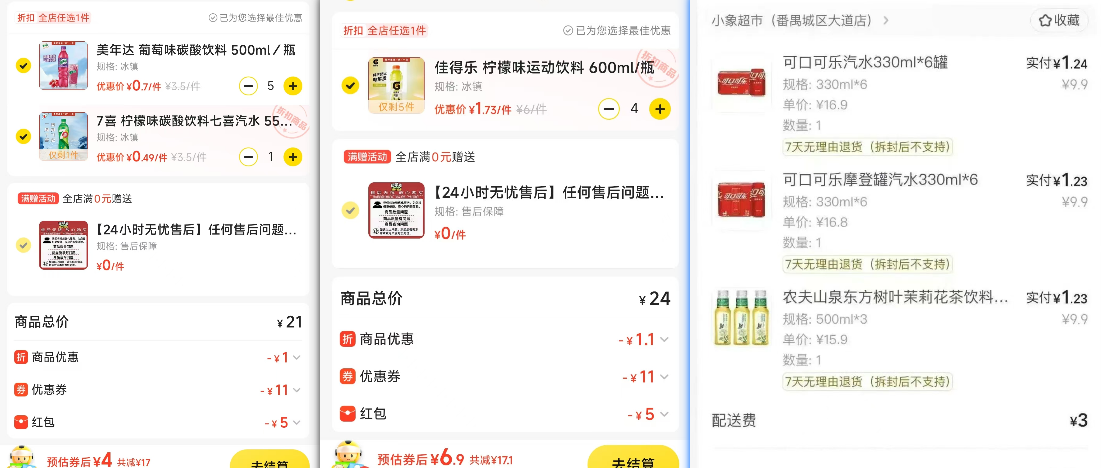 折扣 全店任选1件
已为您选择最佳优惠
美年达 葡萄味碳酸饮料 500ml／瓶
规格: 冰镇
优惠价 ¥0.7/件 ¥3.5/件
5
折扣商品
7喜 柠檬味碳酸饮料七喜汽水 55...
规格: 冰镇
仅剩1件
优惠价 ¥0.49/件 ¥3.5/件
1
满赠活动 全店满0元赠送
【24小时无忧售后】任何售后问题...
规格: 售后保障
¥0/件
商品总价
¥ 21
折 商品优惠
- ¥ 1
券 优惠券
- ¥ 11
红包
- ¥ 5
预估券后¥4 共减¥17
去结算
折扣 全店任选1件
已为您选择最佳优惠
折扣商品
佳得乐 柠檬味运动饮料 600ml/瓶
规格: 冰镇
仅剩5件
优惠价 ¥1.73/件 ¥6/件
4
满赠活动 全店满0元赠送
【24小时无忧售后】任何售后问题...
规格: 售后保障
¥0/件
商品总价
¥ 24
折 商品优惠
- ¥ 1.1
券 优惠券
- ¥ 11
红包
- ¥ 5
预估券后¥6.9 共减¥17.1
去结算
小象超市（番禺城区大道店）
收藏
可口可乐汽水330ml*6罐
实付¥1.24
规格: 330ml*6
¥9.9
单价: ¥16.9
数量: 1
7天无理由退货（拆封后不支持）
可口可乐摩登罐汽水330ml*6
实付¥1.23
规格: 330ml*6
¥9.9
单价: ¥16.8
数量: 1
7天无理由退货（拆封后不支持）
农夫山泉东方树叶茉莉花茶饮料...
实付¥1.23
规格: 500ml*3
¥9.9
单价: ¥15.9
数量: 1
7天无理由退货（拆封后不支持）
配送费
¥3